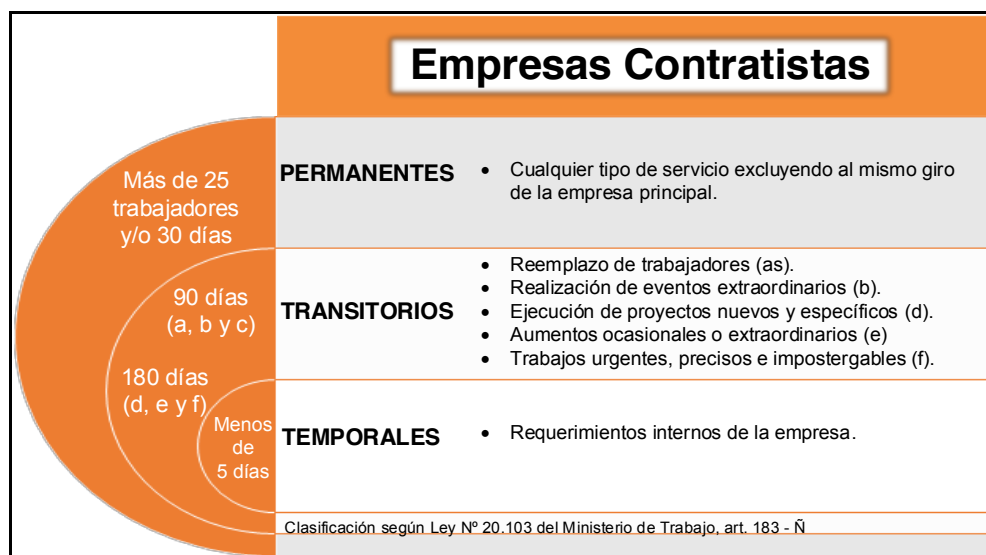 Empresas Contratistas
Más de 25
trabajadores
y/o 30 días
PERMANENTES
• Cualquier tipo de servicio excluyendo al mismo giro
de la empresa principal.
90 días
(a, b y c)
180 días
(d, e y f)
TRANSITORIOS
• Reemplazo de trabajadores (as).
• Realización de eventos extraordinarios (b).
• Ejecución de proyectos nuevos y específicos (d).
• Aumentos ocasionales o extraordinarios (e)
• Trabajos urgentes, precisos e impostergables (f).
Menos
de
5 días
TEMPORALES
• Requerimientos internos de la empresa.
Clasificación según Ley Nº 20.103 del Ministerio de Trabajo, art. 183 - Ñ